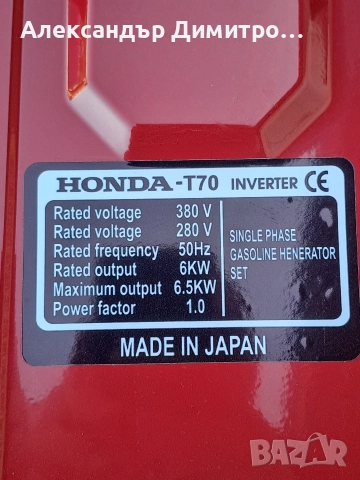 Александър Димитро...
HONDA-T70 INVERTER CE
Rated voltage 380 V
Rated voltage 280 V
Rated frequency 50Hz
Rated output 6KW
Maximum output 6.5KW
Power factor 1.0
SINGLE PHASE
GASOLINE HENERATOR
SET
MADE IN JAPAN
BAZAR